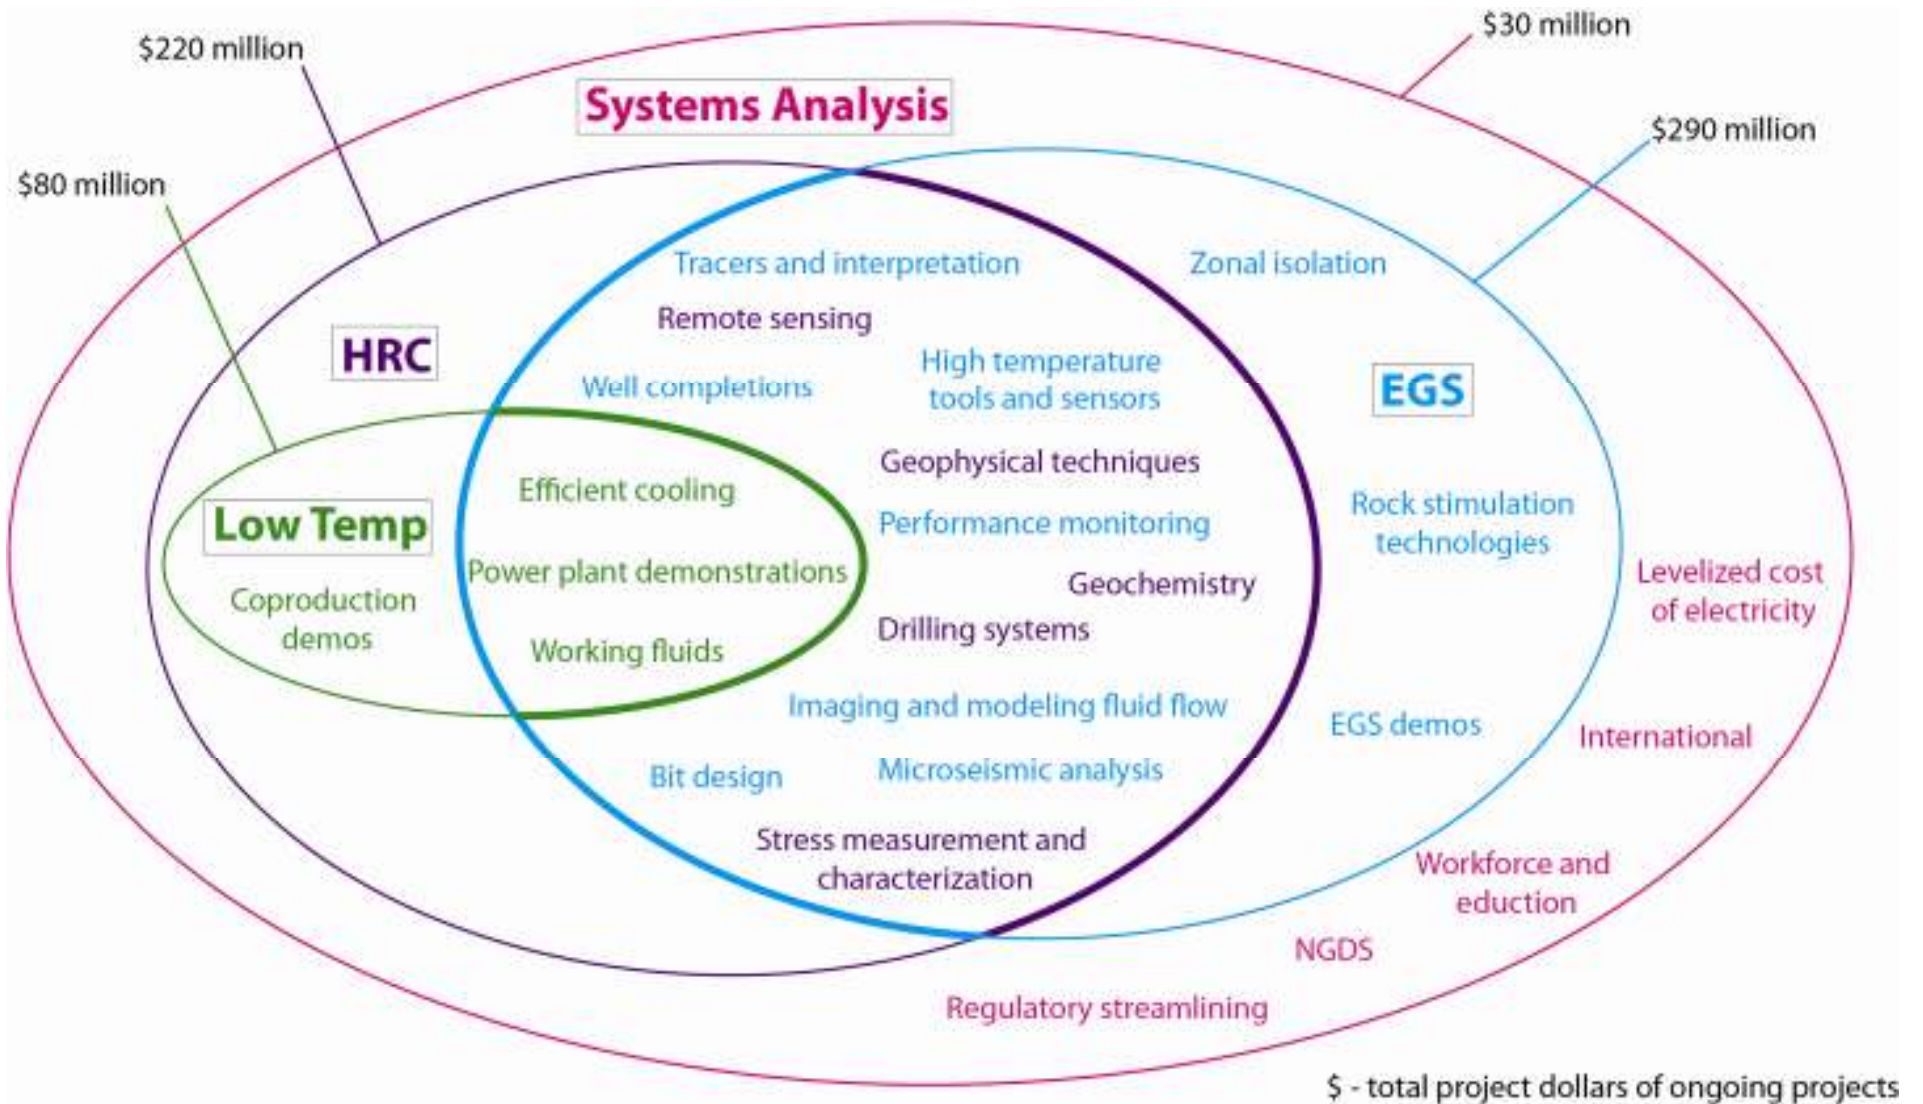 $30 million
$220 million
Systems Analysis
$290 million
$80 million
Tracers and interpretation
Zonal isolation
Remote sensing
HRC
High temperature
tools and sensors
Well completions
EGS
Geophysical techniques
Efficient cooling
Low Temp
Performance monitoring
Rock stimulation
technologies
Power plant demonstrations
Geochemistry
Levelized cost
of electricity
Coproduction
demos
Drilling systems
Working fluids
Imaging and modeling fluid flow
EGS demos
International
Bit design
Microseismic analysis
Stress measurement and
characterization
Workforce and
eduction
NGDS
Regulatory streamlining
$ - total project dollars of ongoing projects